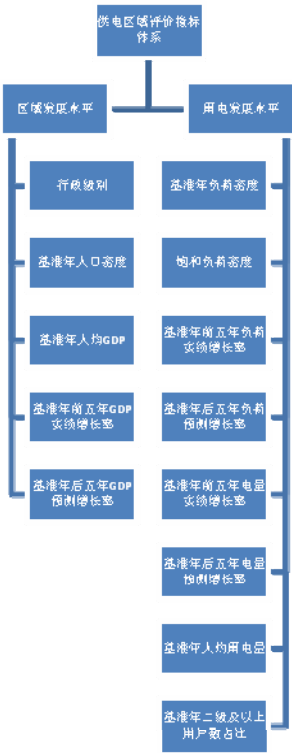 供电区域评价指标
体系
区域发展水平
用电发展水平
行政级别
基准年人口密度
基准年人均GDP
基准年前五年GDP
实绩增长率
基准年后五年GDP
预测增长率
基准年负荷密度
饱和负荷密度
基准年前五年负荷
实绩增长率
基准年后五年负荷
预测增长率
基准年前五年电量
实绩增长率
基准年后五年电量
预测增长率
基准年人均用电量
基准年二级及以上
用户数占比